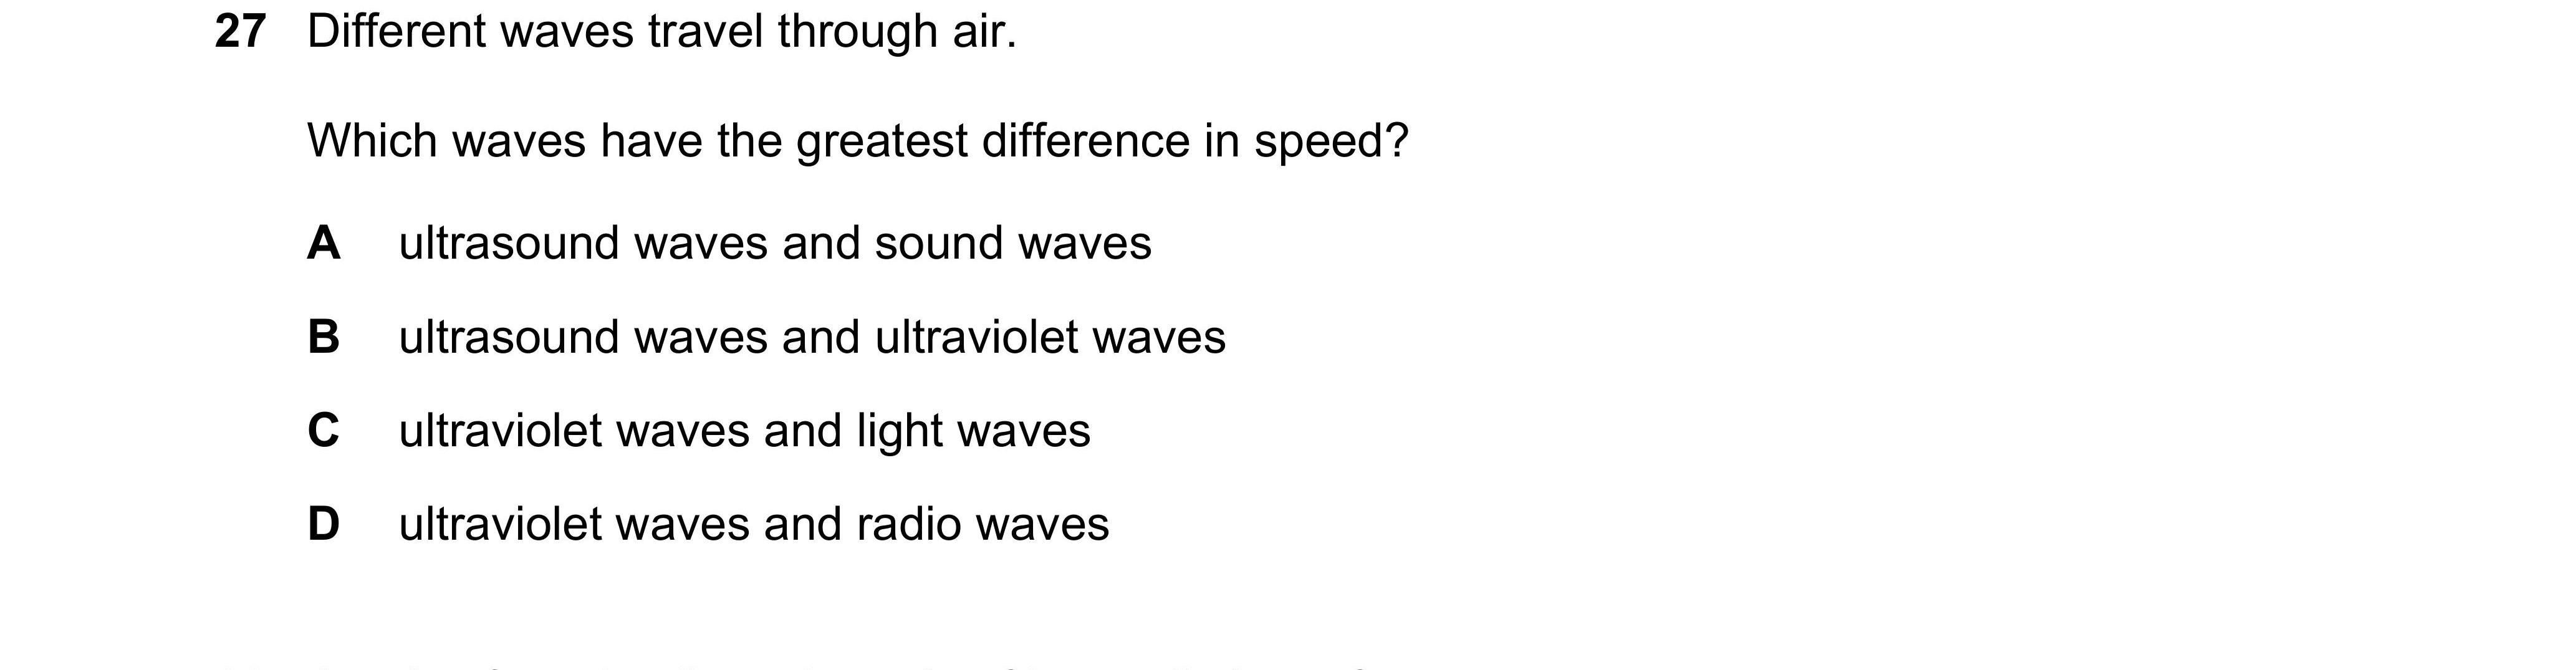 27 Different waves travel through air.
Which waves have the greatest difference in speed?
A ultrasound waves and sound waves
B ultrasound waves and ultraviolet waves
C ultraviolet waves and light waves
D ultraviolet waves and radio waves